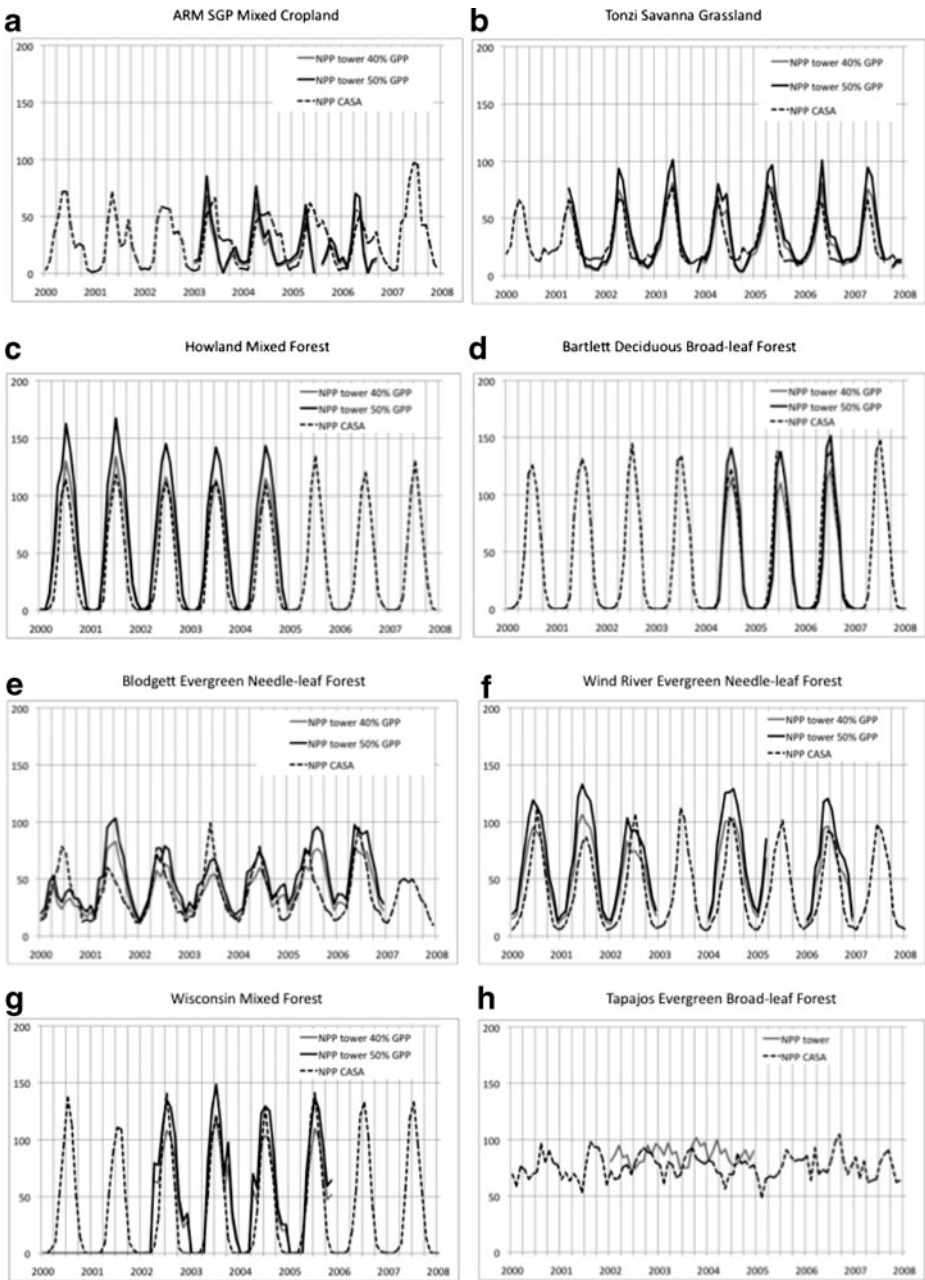 a
ARM SGP Mixed Cropland
200
NPP tower 40% GPP
NPP tower 50% GPP
150
NPP CASA
100
50
0
2000 2001 2002 2003 2004 2005 2006 2007 2008
b
Tonzi Savanna Grassland
200
NPP tower 40% GPP
NPP tower 50% GPP
150
NPP CASA
100
50
0
2000 2001 2002 2003 2004 2005 2006 2007 2008
c
Howland Mixed Forest
200
NPP tower 40% GPP
NPP tower 50% GPP
NPP CASA
150
100
50
0
2000 2001 2002 2003 2004 2005 2006 2007 2008
d
Bartlett Deciduous Broad-leaf Forest
200
NPP tower 40% GPP
NPP tower 50% GPP
NPP CASA
150
100
50
0
2000 2001 2002 2003 2004 2005 2006 2007 2008
e
Blodgett Evergreen Needle-leaf Forest
200
NPP tower 40% GPP
NPP tower 50% GPP
150
NPP CASA
100
50
0
2000 2001 2002 2003 2004 2005 2006 2007 2008
f
Wind River Evergreen Needle-leaf Forest
200
NPP tower 40% GPP
NPP tower 50% GPP
NPP CASA
150
100
50
0
2000 2001 2002 2003 2004 2005 2006 2007 2008
g
Wisconsin Mixed Forest
200
NPP tower 40% GPP
NPP tower 50% GPP
NPP CASA
150
100
50
0
2000 2001 2002 2003 2004 2005 2006 2007 2008
h
Tapajos Evergreen Broad-leaf Forest
200
NPP tower
NPP CASA
150
100
50
0
2000 2001 2002 2003 2004 2005 2006 2007 2008